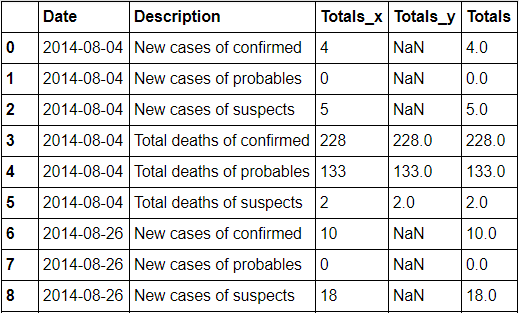 Date Description Totals_x Totals_y Totals
0 2014-08-04 New cases of confirmed 4 NaN 4.0
1 2014-08-04 New cases of probables 0 NaN 0.0
2 2014-08-04 New cases of suspects 5 NaN 5.0
3 2014-08-04 Total deaths of confirmed 228 228.0 228.0
4 2014-08-04 Total deaths of probables 133 133.0 133.0
5 2014-08-04 Total deaths of suspects 2 2.0 2.0
6 2014-08-26 New cases of confirmed 10 NaN 10.0
7 2014-08-26 New cases of probables 0 NaN 0.0
8 2014-08-26 New cases of suspects 18 NaN 18.0